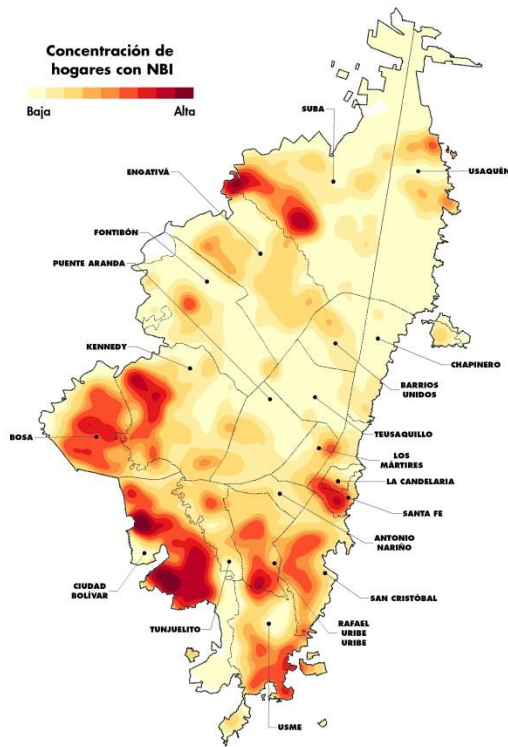 Concentración de
hogares con NBI
Baja
Alta
SUBA
USAQUÉN
ENGATIVÀ
FONTIBÓN
PUENTE ARANDA
KENNEDY
CHAPINERO
BARRIOS
UNIDOS
TEUSAQUILLO
BOSA
LOS
MÁRTIRES
LA CANDELARIA
SANTA FE
ANTONIO
NARIÑO
CIUDAD
BOLÍVAR
SAN CRISTÓBAL
TUNJUELITO
RAFAEL
URIBE
URIBE
USME